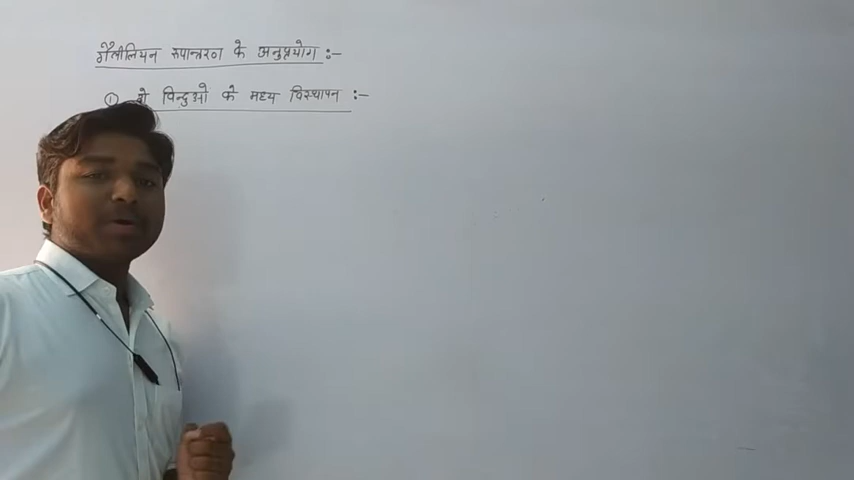 गैलीलियन रुपान्तरण के अनुप्रयोग :-
① दो विन्दुओ के मध्य विस्थापन :-